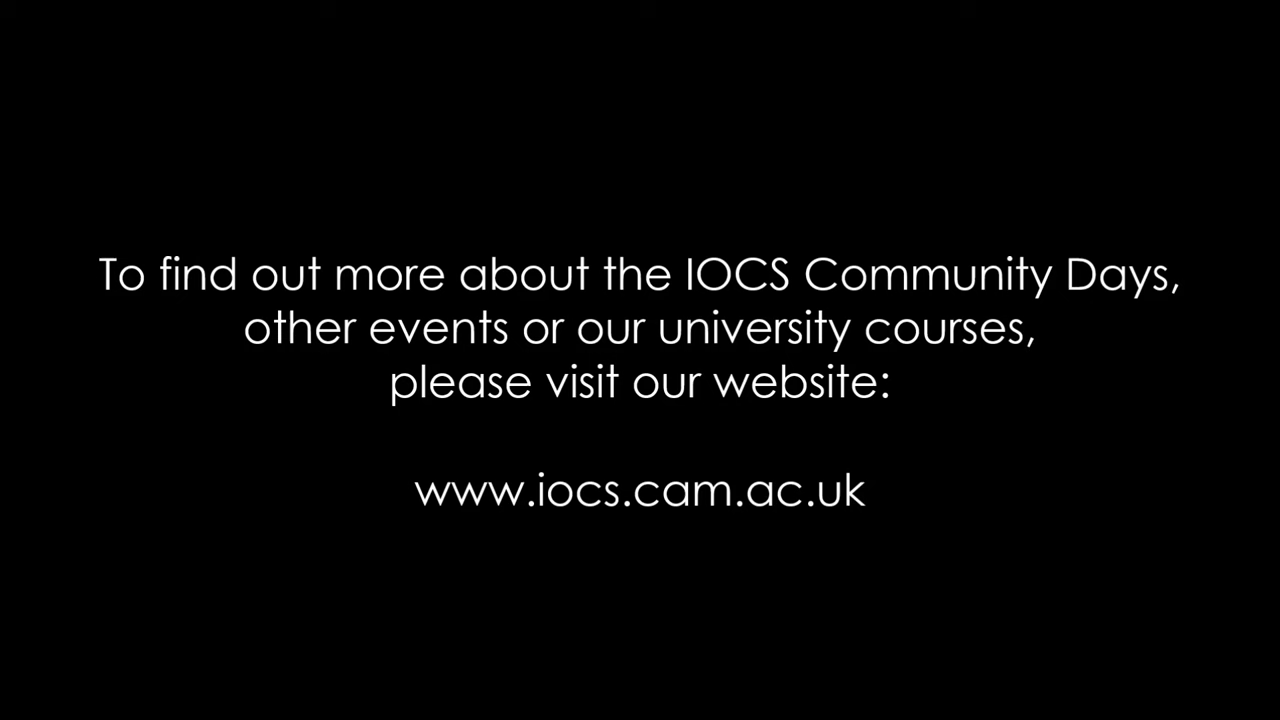 To find out more about the IOCS Community Days,
other events or our university courses,
please visit our website:
www.iocs.cam.ac.uk